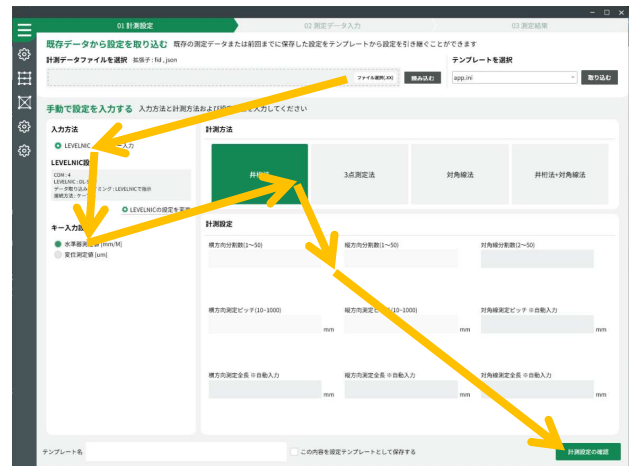 01 計測設定
02 測定データ入力
03 測定結果
既存データから設定を取り込む 既存の測定データまたは前回までに保存した設定をテンプレートから設定を引き継ぐことができます
計測データファイルを選択 拡張子:fid , json
テンプレートを選択
ファイル選択(.XX)
読み込む
app.ini
取り込む
手動で設定を入力する 入力方法と計測方法および設定を入力してください
入力方法
計測方法
LEVELNIC
入力
LEVELNIC設
COM : 4
LEVELNIC : DL-
データ取り込み ミング : LEVELNICで指示
接続方法 : ケー
LEVELNICの設定を変
キー入力設
水準器測定値 [mm/M]
変位測定値 [um]
井桁法
3点測定法
対角線法
井桁法+対角線法
計測設定
横方向分割数(1~50)
縦方向分割数(1~50)
対角線分割数(2~50)
横方向測定ピッチ(10~1000)
縦方向測定ピッチ(10~1000)
対角線測定ピッチ ※自動入力
mm
mm
mm
横方向測定全長 ※自動入力
縦方向測定全長 ※自動入力
対角線測定全長 ※自動入力
mm
mm
mm
テンプレート名
この内容を設定テンプレートとして保存する
計測設定の確認